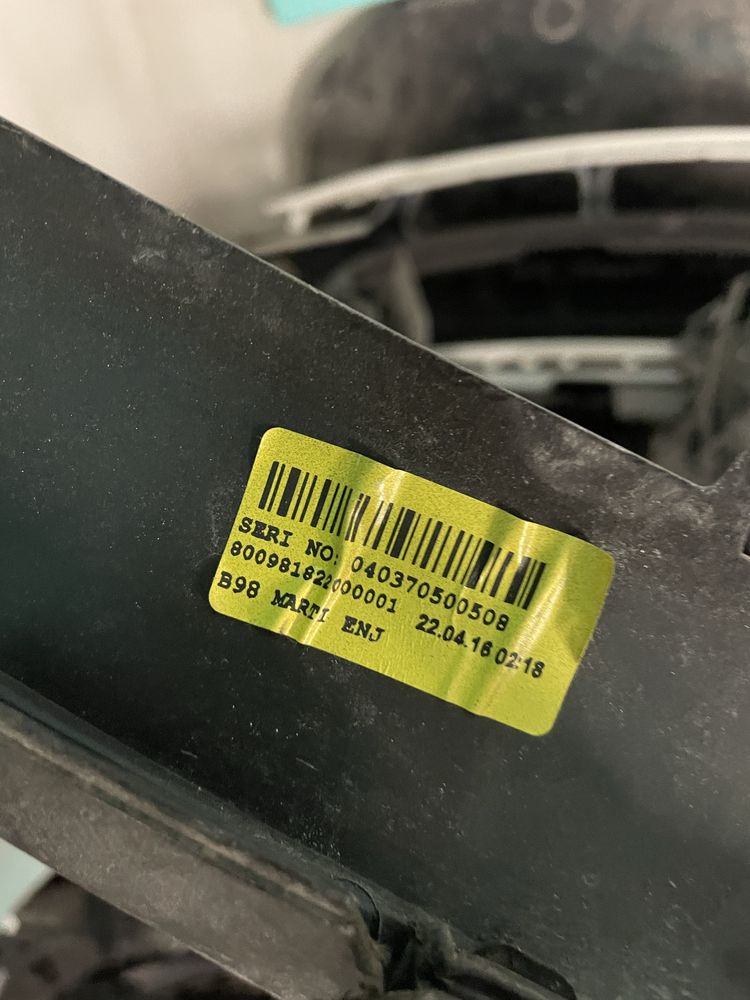 SERI NO: 040370500508
800981822000001 22.04.16 02:18
B98 MARTI ENJ